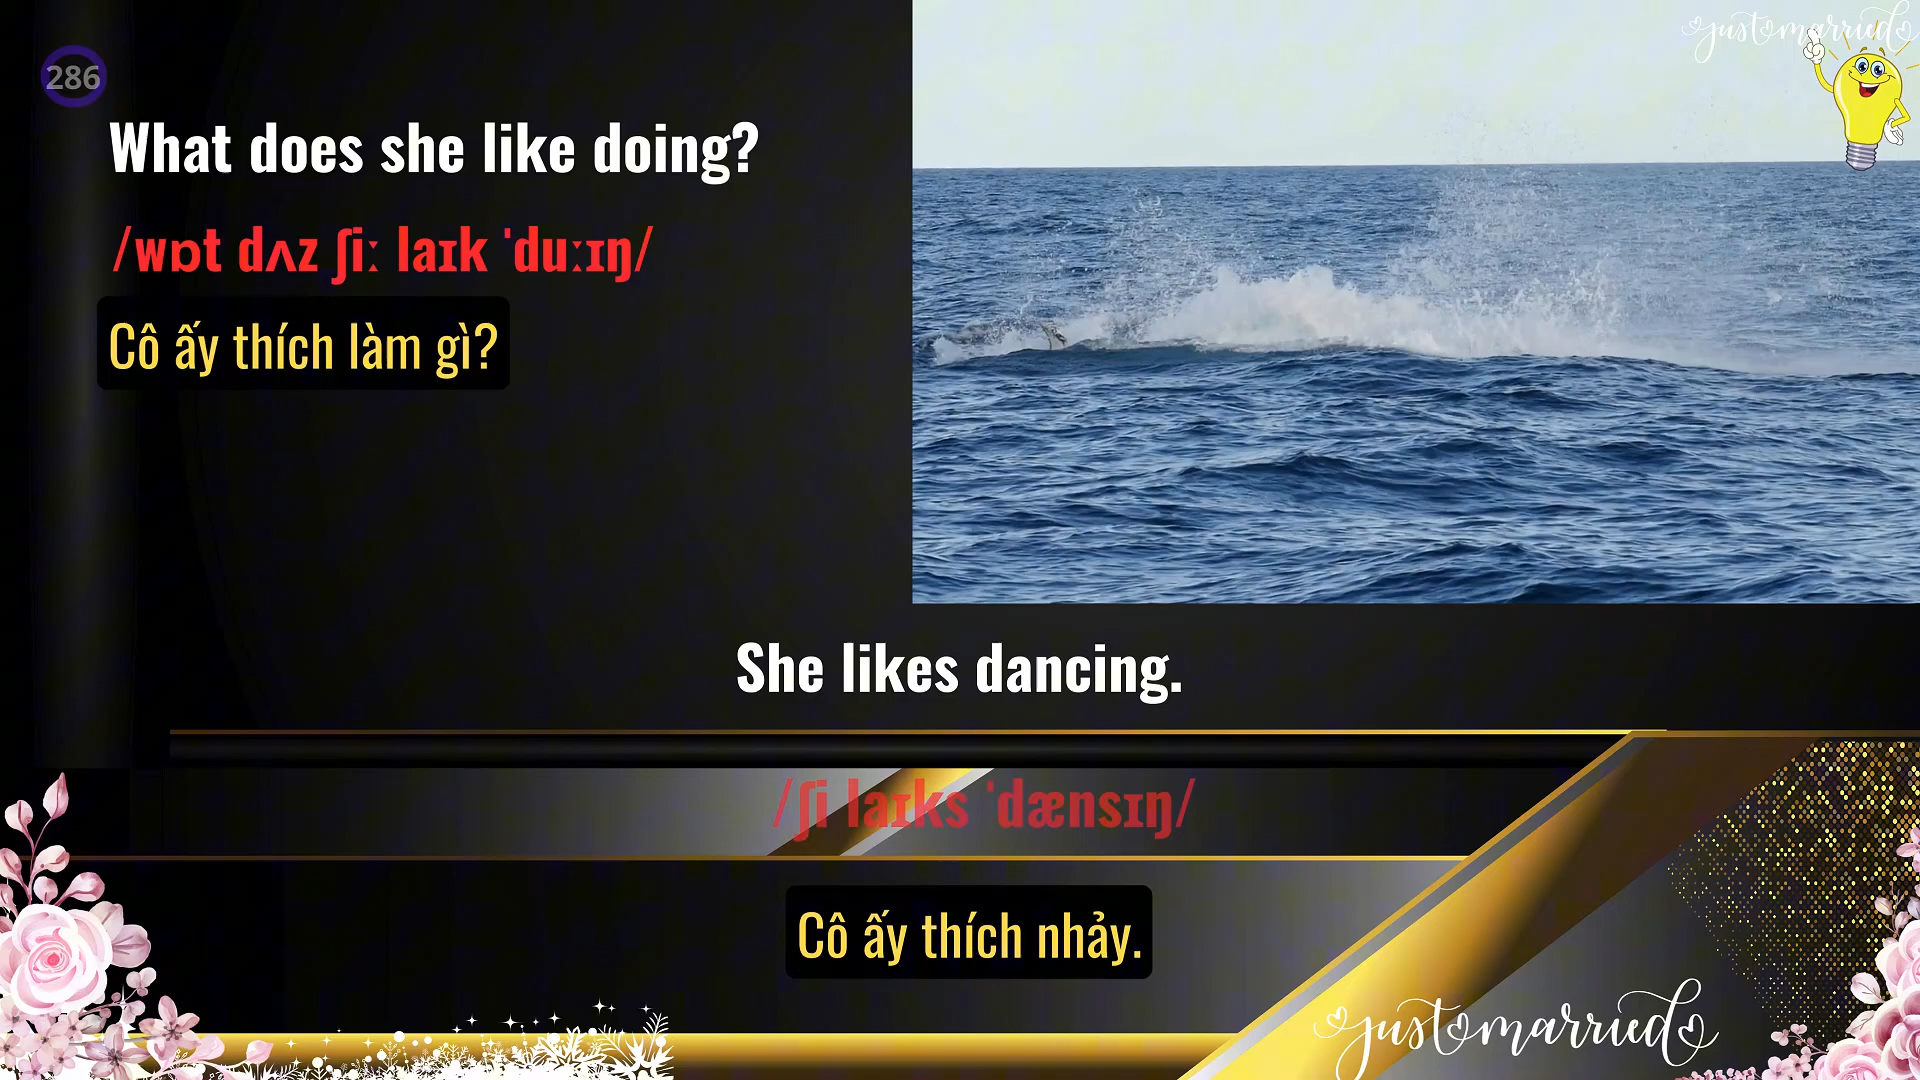 justmarried
286
What does she like doing?
/wɒt dʌz ʃiː laɪk ˈduːɪŋ/
Cô ấy thích làm gì?
She likes dancing.
/ʃi laɪks ˈdænsɪŋ/
Cô ấy thích nhảy.
justmarried